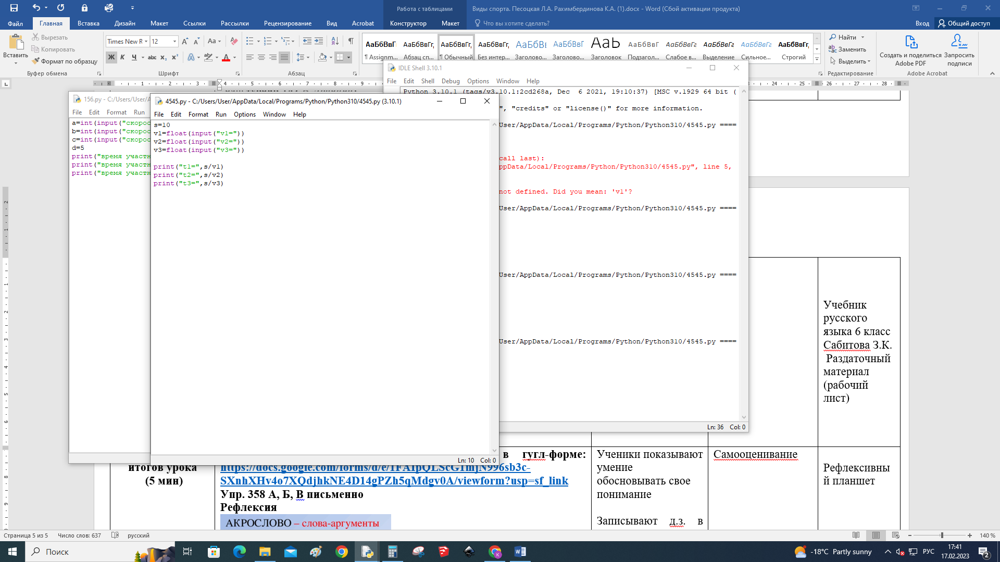 Работа с таблицами
Виды спорта. Песоцкая Л.А. Рахимбердинова К.А. (1).docx - Word (Сбой активации продукта)
Файл Главная Вставка Дизайн Макет Ссылки Рассылки Рецензирование Вид Acrobat Конструктор Макет Что вы хотите сделать? Вход Общий доступ
Вставить
Вырезать
Копировать
Формат по образцу
Буфер обмена
Times New R 12
Aa
Ж К Ч abc x₂ x² A A
Шрифт
Абзац
АаБбВвГг АаБбВвГг, АаБбВвГг, АаБбВвГг, АаБбВв АаБбВвГ АаЬ АаБбВвГг АаБбВвГг АаБбВвГг АаБбВвГг АаБбВвГг,
¶ Assignm... Абзац сп... ¶ Обычный Без интер... Заголово... Заголово... Заголовок Подзагол... Слабое в... Выделение Сильное... Строгий
Найти
Заменить
Выделить
Редактирование
Создать и поделиться Adobe PDF
Запросить подписи
Adobe Acrobat
IDLE Shell 3.10.1
File Edit Shell Debug Options Window Help
Python 3.10.1 (tags/v3.10.1:2cd268a, Dec 6 2021, 19:10:37) [MSC v.1929 64 bit (
", "credits" or "license()" for more information.
User/AppData/Local/Programs/Python/Python310/4545.py ====
call last):
ppData/Local/Programs/Python/Python310/4545.py", line 5,
not defined. Did you mean: 'v1'?
User/AppData/Local/Programs/Python/Python310/4545.py ====
User/AppData/Local/Programs/Python/Python310/4545.py ====
User/AppData/Local/Programs/Python/Python310/4545.py ====
Ln: 36 Col: 0
156.py - C:/Users/User/A
File Edit Format Run
a=int(input("скорос
b=int(input("скорос
c=int(input("скорос
d=5
print("время участн
print("время участн
print("время участн
4545.py - C:/Users/User/AppData/Local/Programs/Python/Python310/4545.py (3.10.1)
File Edit Format Run Options Window Help
s=10
v1=float(input("v1="))
v2=float(input("v2="))
v3=float(input("v3="))
print("t1=",s/v1)
print("t2=",s/v2)
print("t3=",s/v3)
Ln: 10 Col: 0
Учебник
русского
языка 6 класс
Сабитова З.К.
Раздаточный
материал
(рабочий
лист)
итогов урока
(5 мин)
в гугл-форме:
https://docs.google.com/forms/d/e/1FAIpQLScG1mjN996sb3c-
SXnhXHv4o7XQdjhkNE4D14gPZh5qMdgv0A/viewform?usp=sf_link
Упр. 358 А, Б, В письменно
Рефлексия
АКРОСЛОВО – слова-аргументы
Ученики показывают
умение
обосновывать свое
понимание
Записывают д.з. в
Самооценивание
Рефлексивны
й планшет
Страница 5 из 5 Число слов: 637 русский 140 %
Поиск
-18°C Partly sunny
РУС
17:41
17.02.2023
2